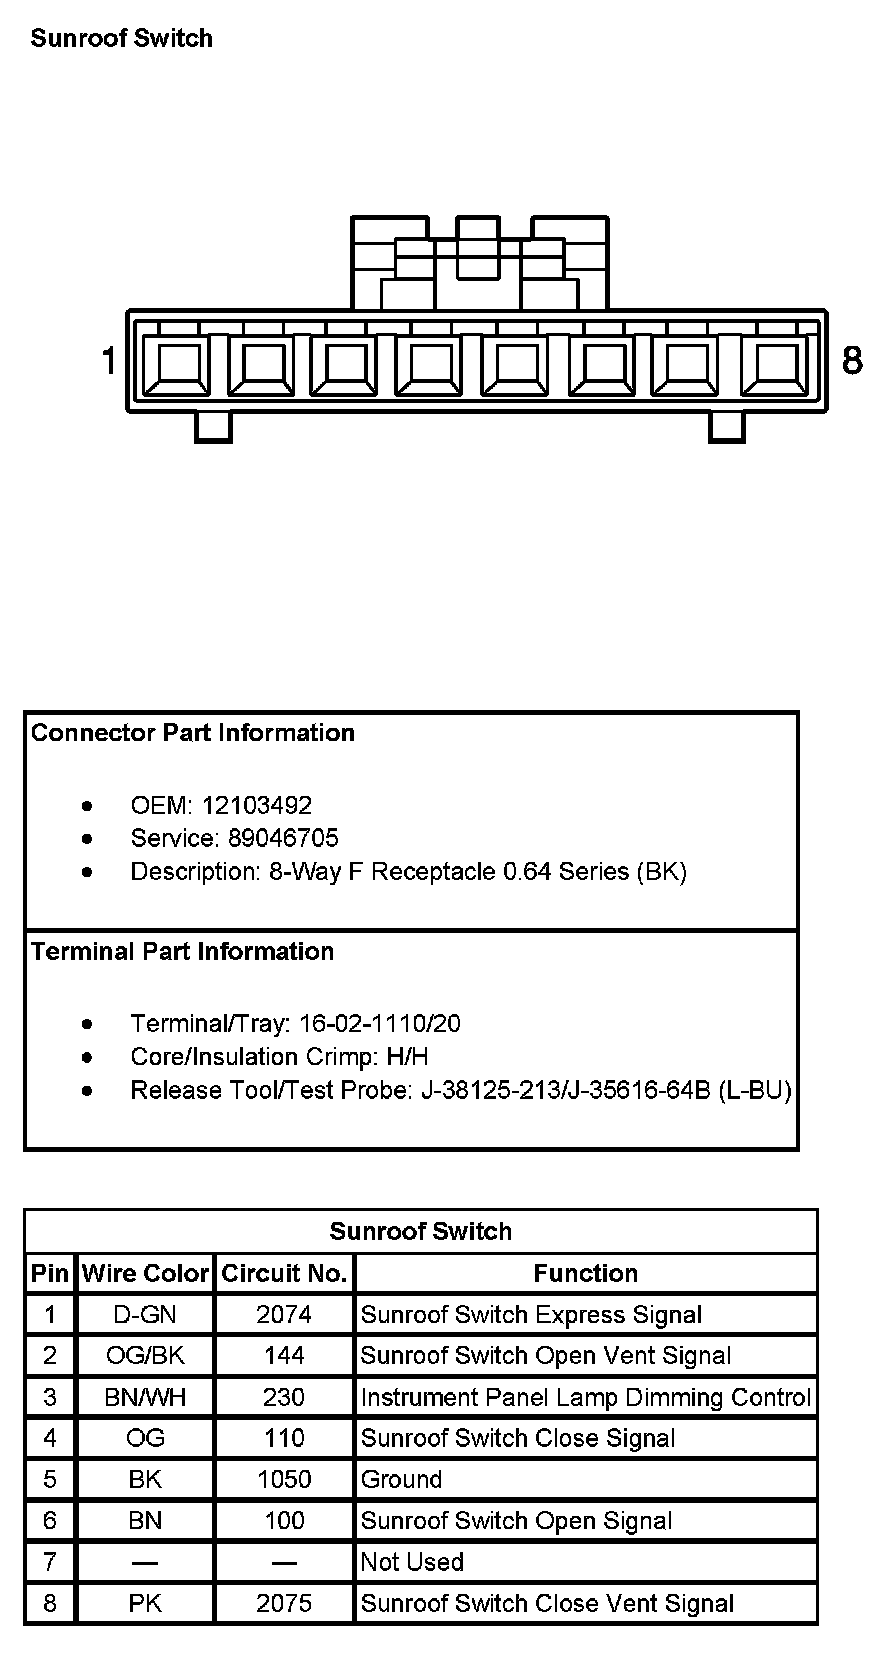 Sunroof Switch
1
8
Connector Part Information
● OEM: 12103492
● Service: 89046705
● Description: 8-Way F Receptacle 0.64 Series (BK)
Terminal Part Information
● Terminal/Tray: 16-02-1110/20
● Core/Insulation Crimp: H/H
● Release Tool/Test Probe: J-38125-213/J-35616-64B (L-BU)
Sunroof Switch
Pin Wire Color Circuit No. Function
1 D-GN 2074 Sunroof Switch Express Signal
2 OG/BK 144 Sunroof Switch Open Vent Signal
3 BN/WH 230 Instrument Panel Lamp Dimming Control
4 OG 110 Sunroof Switch Close Signal
5 BK 1050 Ground
6 BN 100 Sunroof Switch Open Signal
7 — — Not Used
8 PK 2075 Sunroof Switch Close Vent Signal